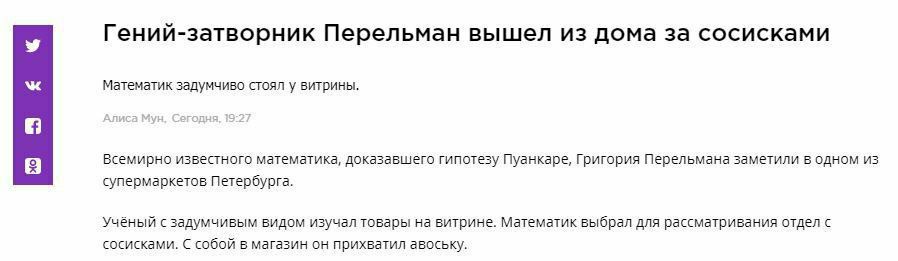 Гений-затворник Перельман вышел из дома за сосисками
Математик задумчиво стоял у витрины.
Алиса Мун, Сегодня, 19:27
Всемирно известного математика, доказавшего гипотезу Пуанкаре, Григория Перельмана заметили в одном из
супермаркетов Петербурга.
Учёный с задумчивым видом изучал товары на витрине. Математик выбрал для рассматривания отдел с
сосисками. С собой в магазин он прихватил авоську.